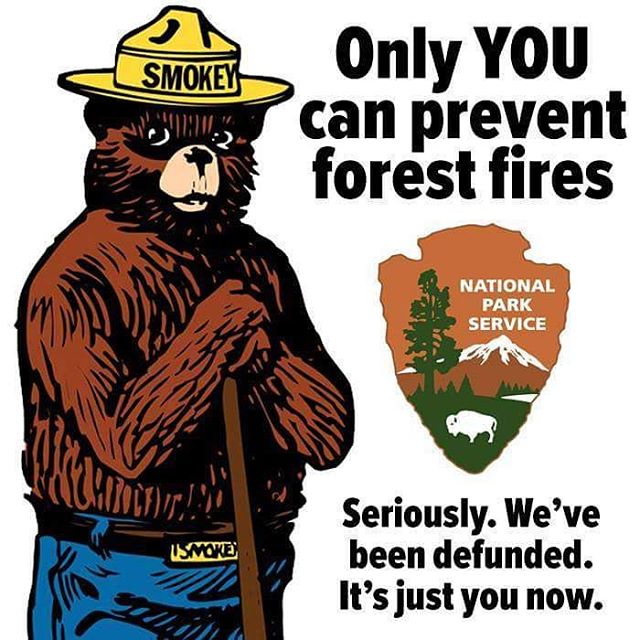 SMOKEY
Only YOU
can prevent
forest fires
NATIONAL
PARK
SERVICE
Seriously. We’ve
been defunded.
It’s just you now.
SMOKEY